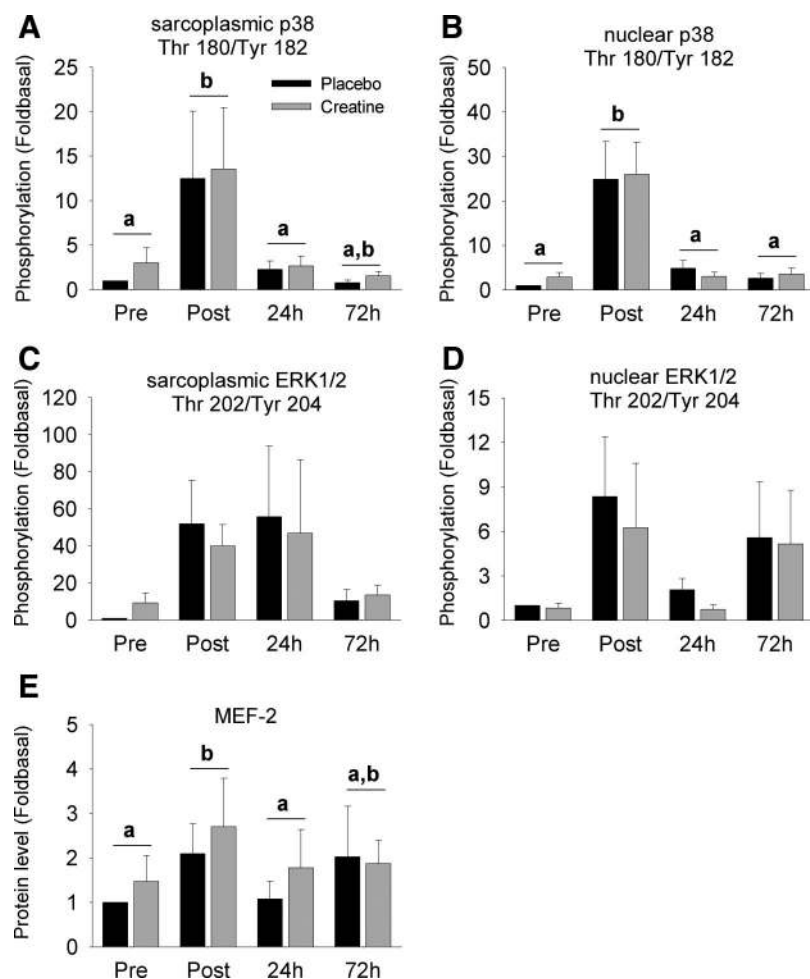 A
sarcoplasmic p38
Thr 180/Tyr 182
Phosphorylation (Foldbasal)
25
20
15
10
5
0
b
Placebo
Creatine
a
a
a,b
Pre Post 24h 72h
B
nuclear p38
Thr 180/Tyr 182
Phosphorylation (Foldbasal)
50
40
30
20
10
0
b
a
a
a
Pre Post 24h 72h
C
sarcoplasmic ERK1/2
Thr 202/Tyr 204
Phosphorylation (Foldbasal)
120
100
80
60
40
20
0
Pre Post 24h 72h
D
nuclear ERK1/2
Thr 202/Tyr 204
Phosphorylation (Foldbasal)
15
12
9
6
3
0
Pre Post 24h 72h
E
MEF-2
Protein level (Foldbasal)
5
4
3
2
1
0
a
b
a
a,b
Pre Post 24h 72h